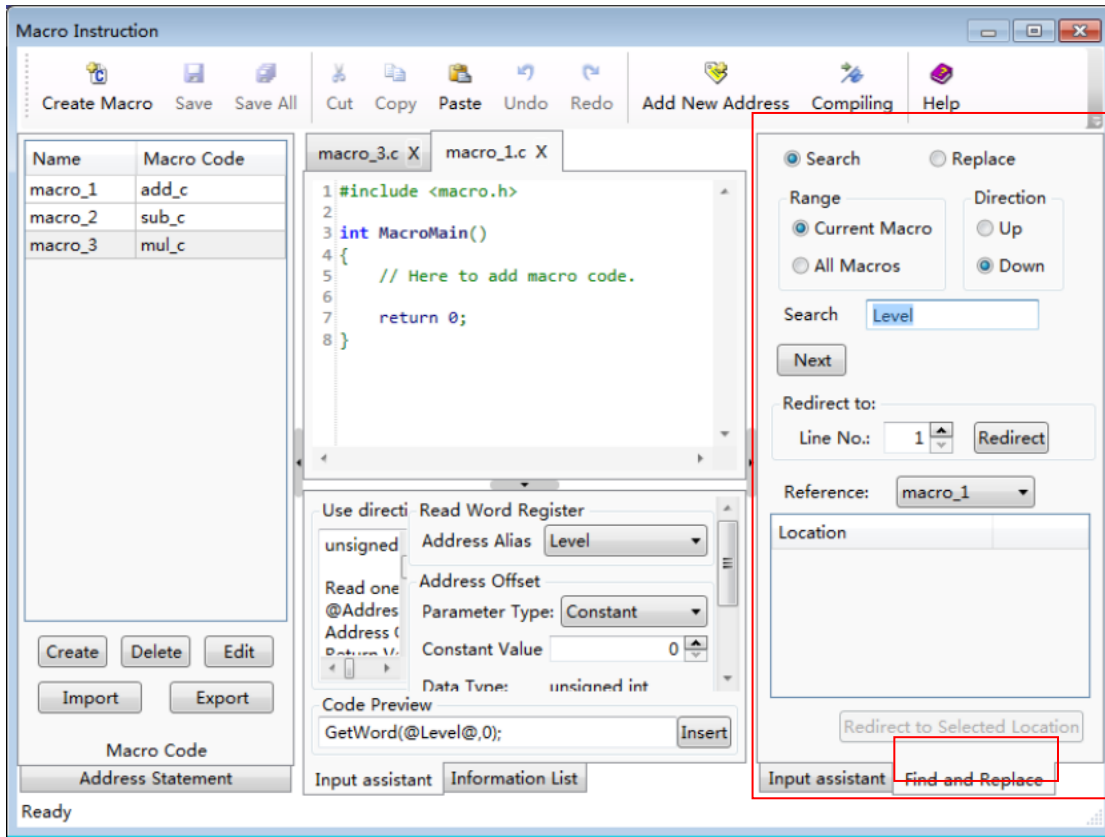 Macro Instruction
Create Macro Save Save All Cut Copy Paste Undo Redo Add New Address Compiling Help
Name Macro Code
macro_1 add_c
macro_2 sub_c
macro_3 mul_c
Create Delete Edit
Import Export
Macro Code
Address Statement
macro_3.c X macro_1.c X
1 #include <macro.h>
2
3 int MacroMain()
4 {
5 // Here to add macro code.
6
7 return 0;
8 }
Use directi
unsigned
Read one
@Addres
Address
Read Word Register
Address Alias Level
Address Offset
Parameter Type: Constant
Constant Value 0
Data Type: unsigned int
Code Preview
GetWord(@Level@,0); Insert
Input assistant Information List
Search Replace
Range Direction
Current Macro Up
All Macros Down
Search Level
Next
Redirect to:
Line No.: 1 Redirect
Reference: macro_1
Location
Redirect to Selected Location
Input assistant Find and Replace
Ready